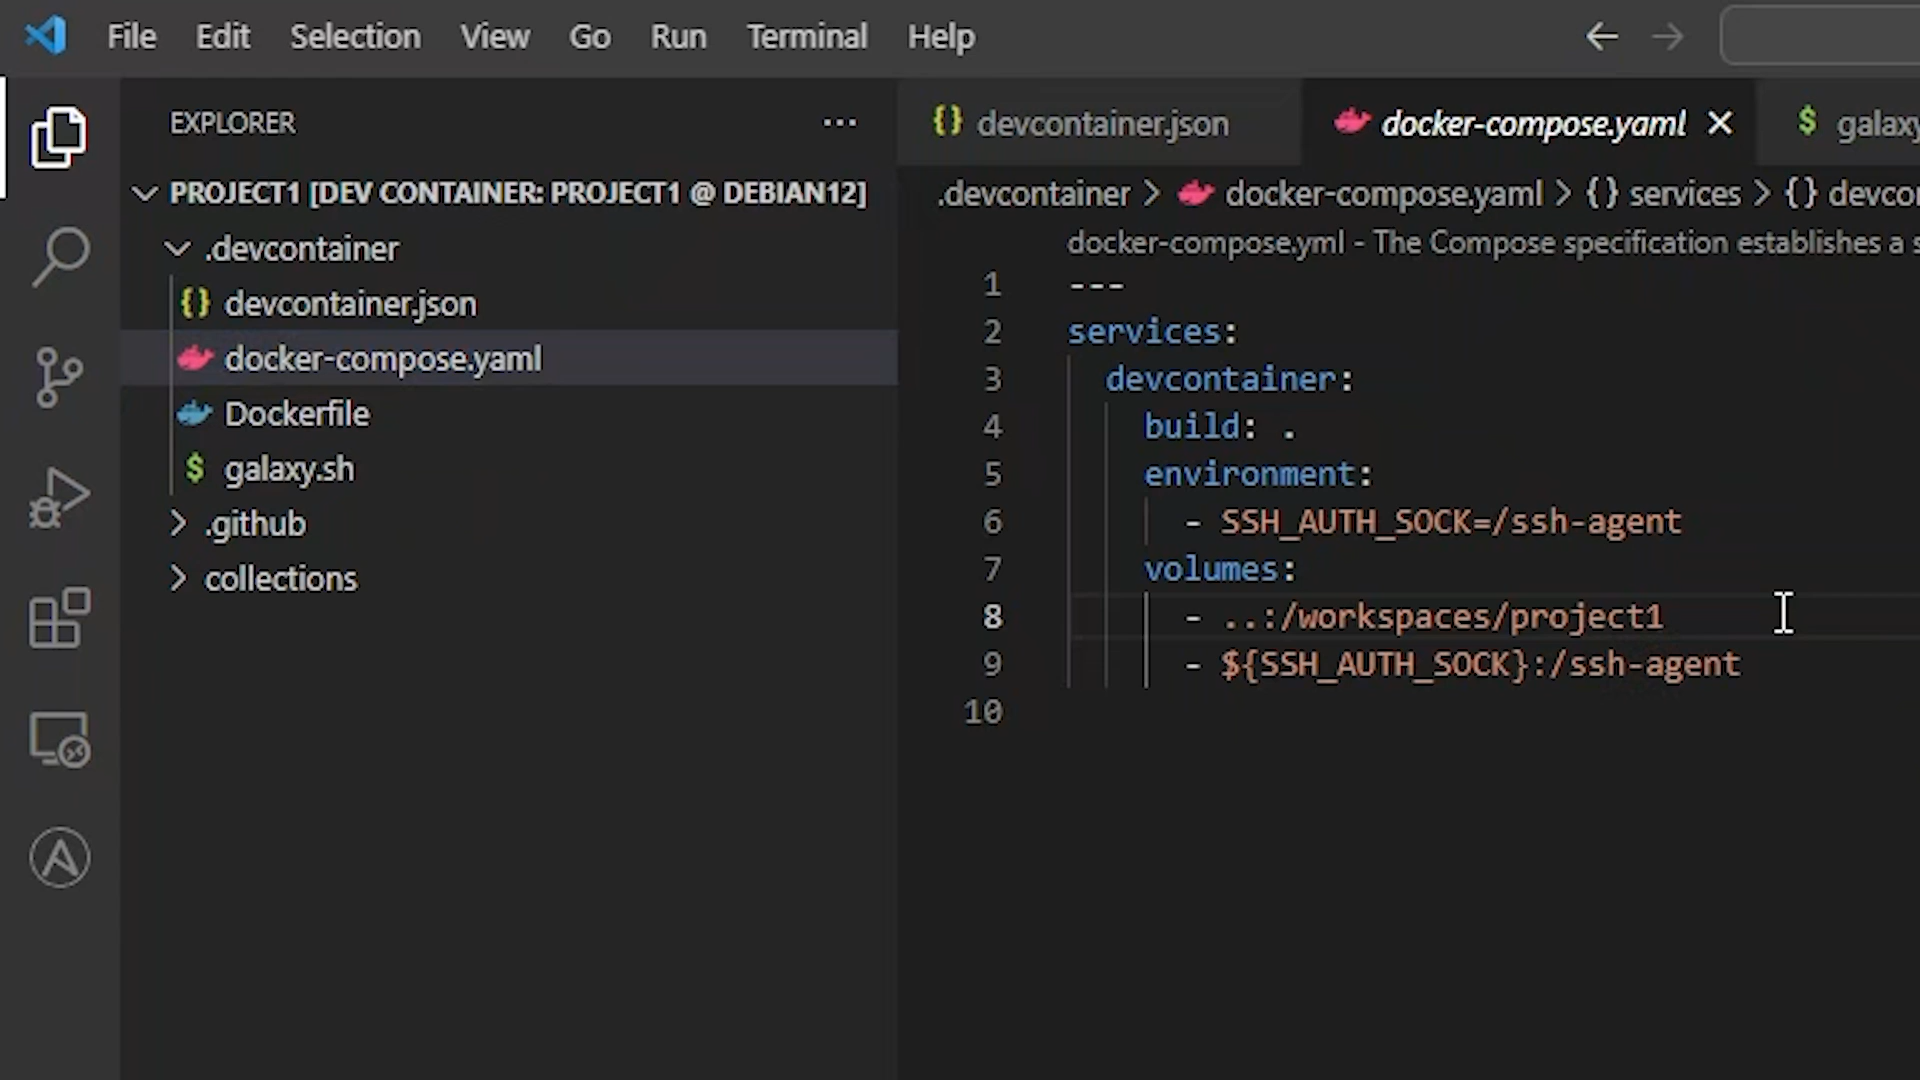 File Edit Selection View Go Run Terminal Help
EXPLORER
PROJECT1 [DEV CONTAINER: PROJECT1 @ DEBIAN12]
.devcontainer
devcontainer.json
docker-compose.yaml
Dockerfile
$ galaxy.sh
.github
collections
{} devcontainer.json docker-compose.yaml $ galaxy
.devcontainer > docker-compose.yaml > {} services > {} devcon
docker-compose.yml - The Compose specification establishes a s
1 ---
2 services:
3 devcontainer:
4 build: .
5 environment:
6 - SSH_AUTH_SOCK=/ssh-agent
7 volumes:
8 - ..:/workspaces/project1
9 - ${SSH_AUTH_SOCK}:/ssh-agent
10